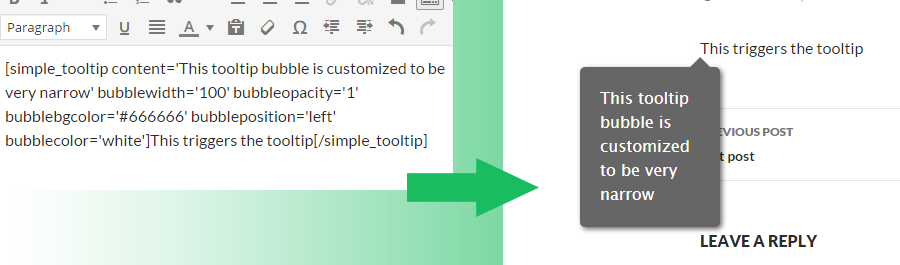 Paragraph
[simple_tooltip content='This tooltip bubble is customized to be
very narrow' bubblewidth='100' bubbleopacity='1'
bubblebgcolor='#666666' bubbleposition='left'
bubblecolor='white']This triggers the tooltip[/simple_tooltip]
This triggers the tooltip
This tooltip
bubble is
customized
to be very
narrow
EVIOUS POST
t post
LEAVE A REPLY